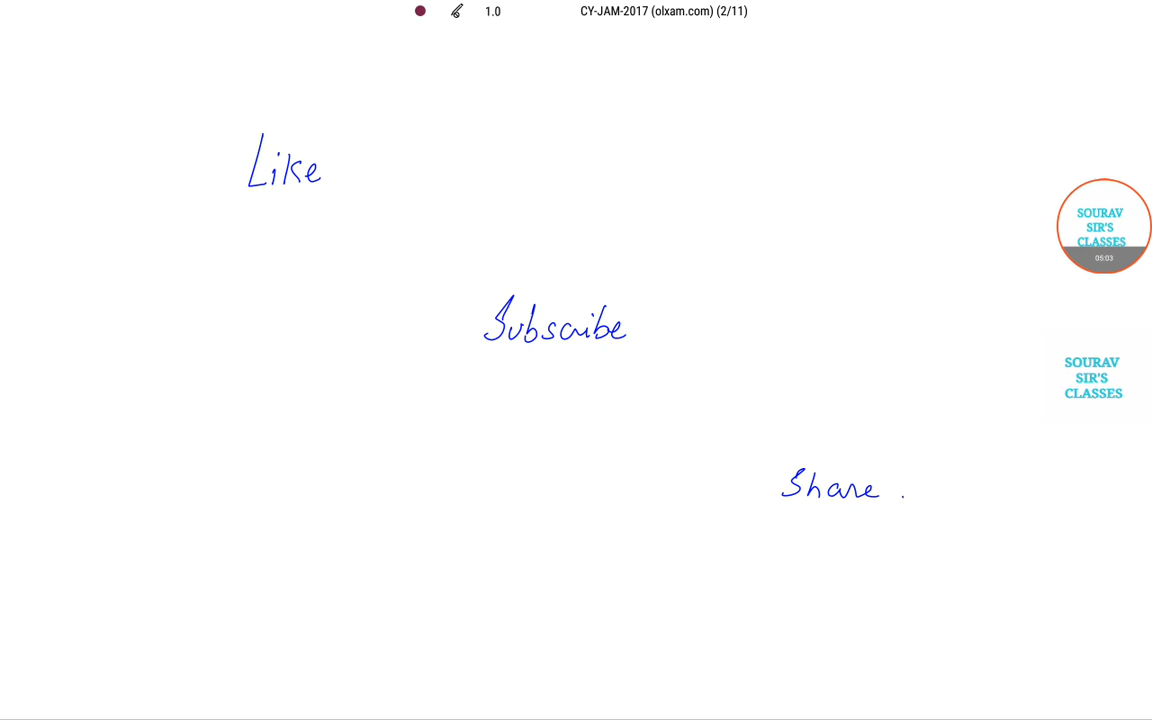 1.0 CY-JAM-2017 (olxam.com) (2/11)
Like
SOURAV
SIR'S
CLASSES
05:03
Subscribe
SOURAV
SIR'S
CLASSES
Share .